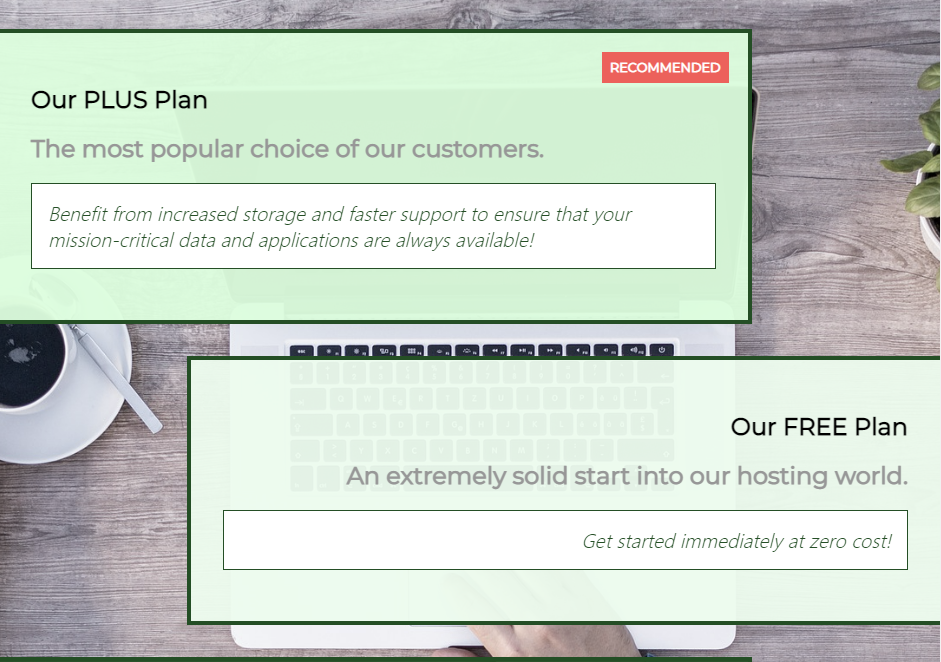 RECOMMENDED
Our PLUS Plan
The most popular choice of our customers.
Benefit from increased storage and faster support to ensure that your
mission-critical data and applications are always available!
Our FREE Plan
An extremely solid start into our hosting world.
Get started immediately at zero cost!